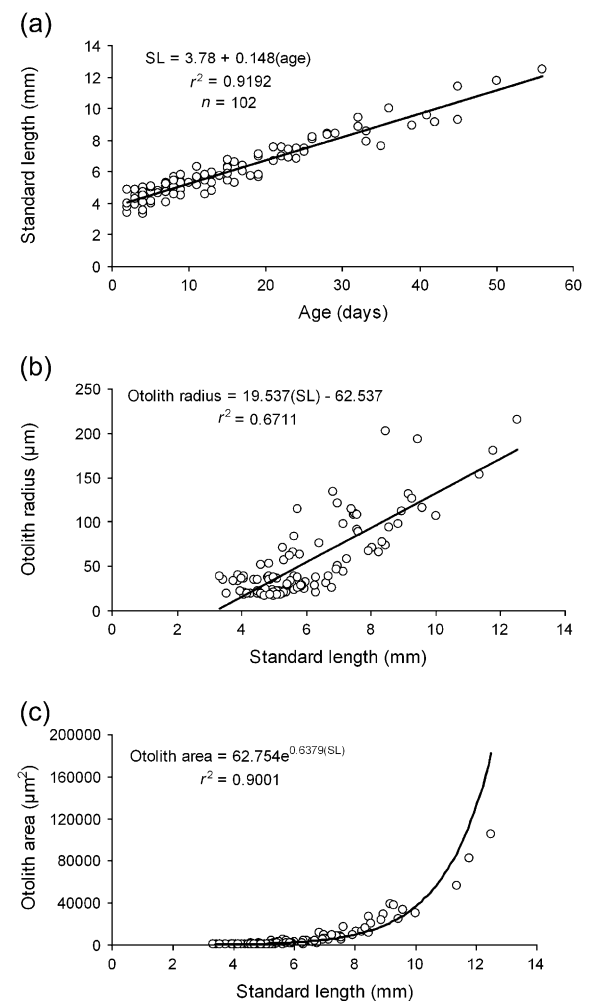 (a)
SL = 3.78 + 0.148(age)
r² = 0.9192
n = 102
Standard length (mm)
14
12
10
8
6
4
2
0
0 10 20 30 40 50 60
Age (days)
(b)
Otolith radius = 19.537(SL) - 62.537
r² = 0.6711
Otolith radius (µm)
250
200
150
100
50
0
0 2 4 6 8 10 12 14
Standard length (mm)
(c)
Otolith area = 62.754e^0.6379(SL)
r² = 0.9001
Otolith area (µm²)
200000
160000
120000
80000
40000
0
0 2 4 6 8 10 12 14
Standard length (mm)